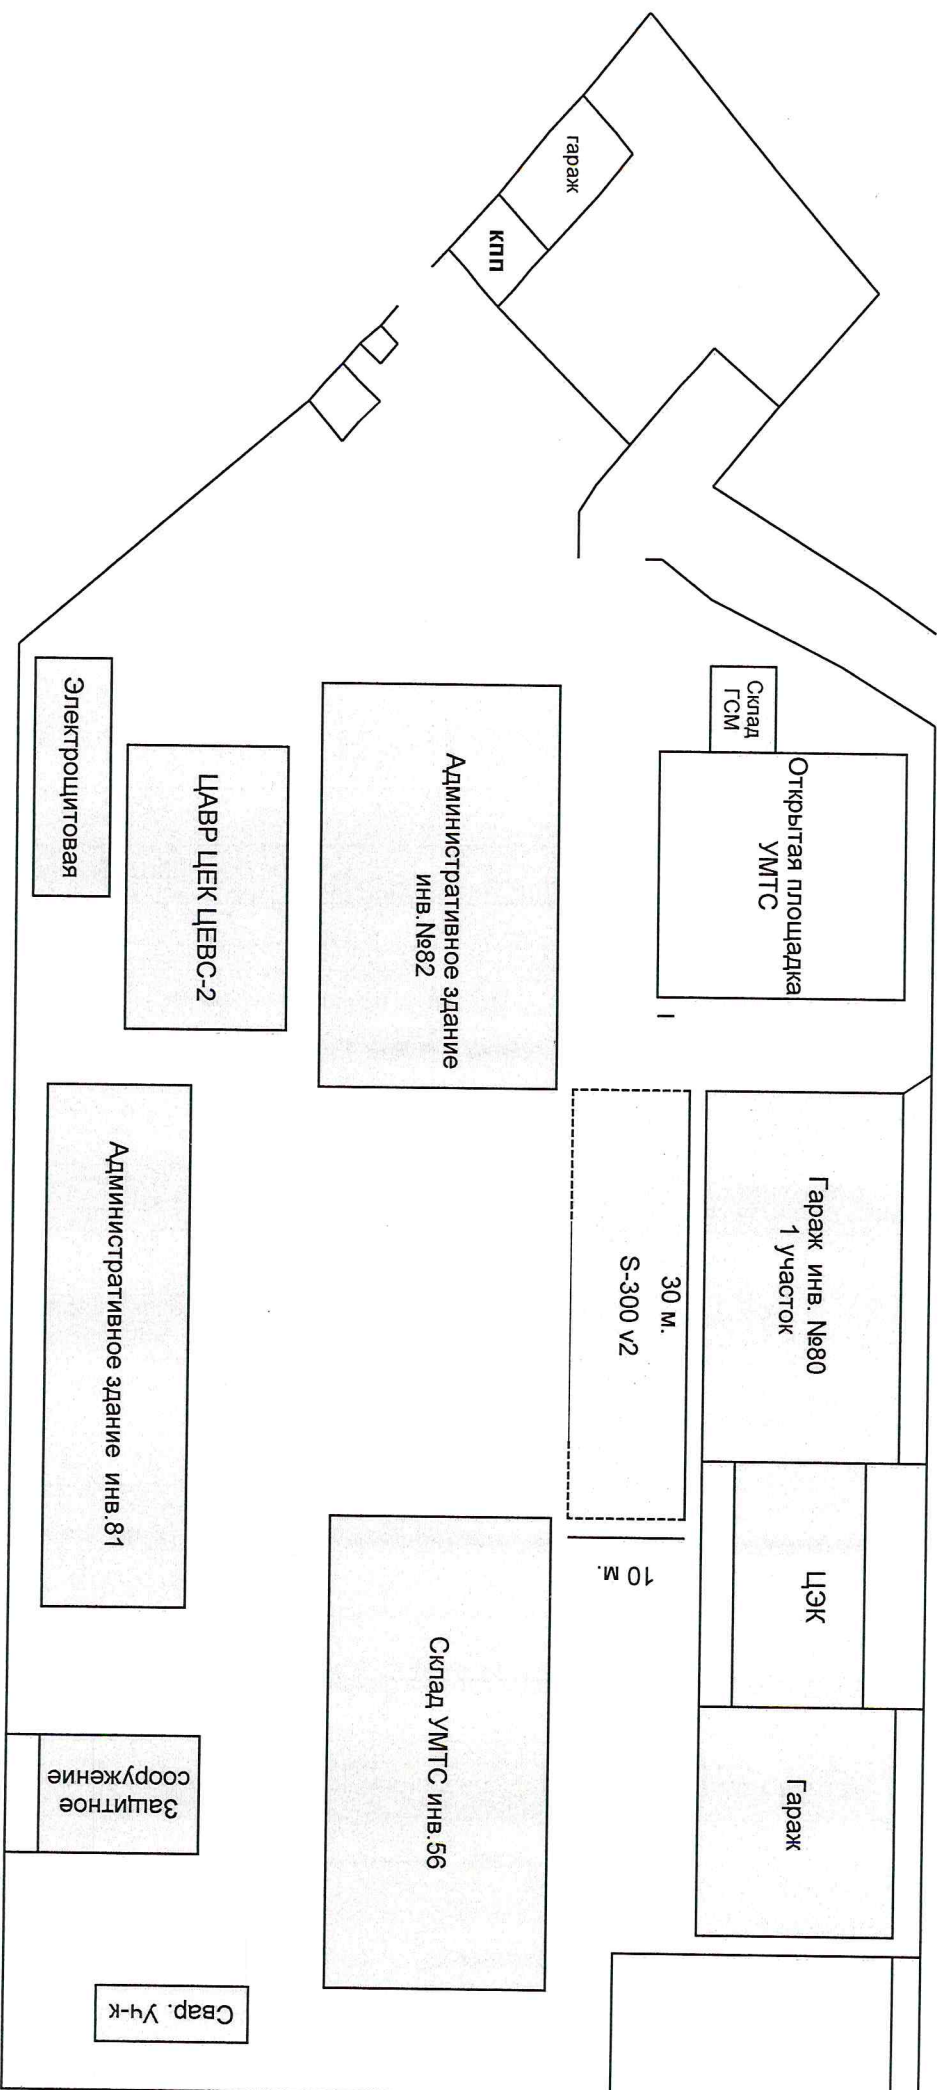 гараж
КПП
Склад
ГСМ
Открытая площадка
УМТС
Административное здание
инв.№82
ЦАВР ЦЕК ЦЕВС-2
Электрощитовая
Гараж инв. №80
1 участок
30 м.
S-300 v2
10 м.
Административное здание инв.81
ЦЭК
Склад УМТС инв.56
Гараж
Защитное
сооружение
Свар. Уч-к